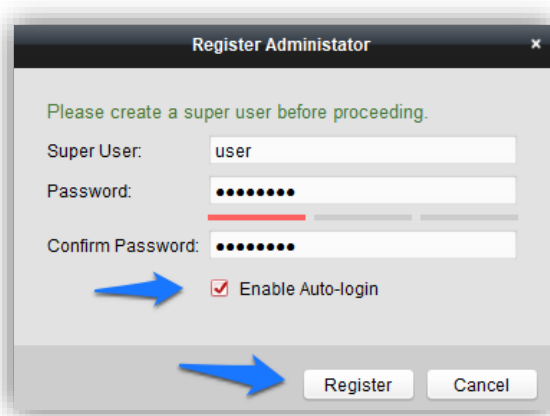 Register Administator
Please create a super user before proceeding.
Super User: user
Password: ●●●●●●●●
Confirm Password: ●●●●●●●●
Enable Auto-login
Register Cancel